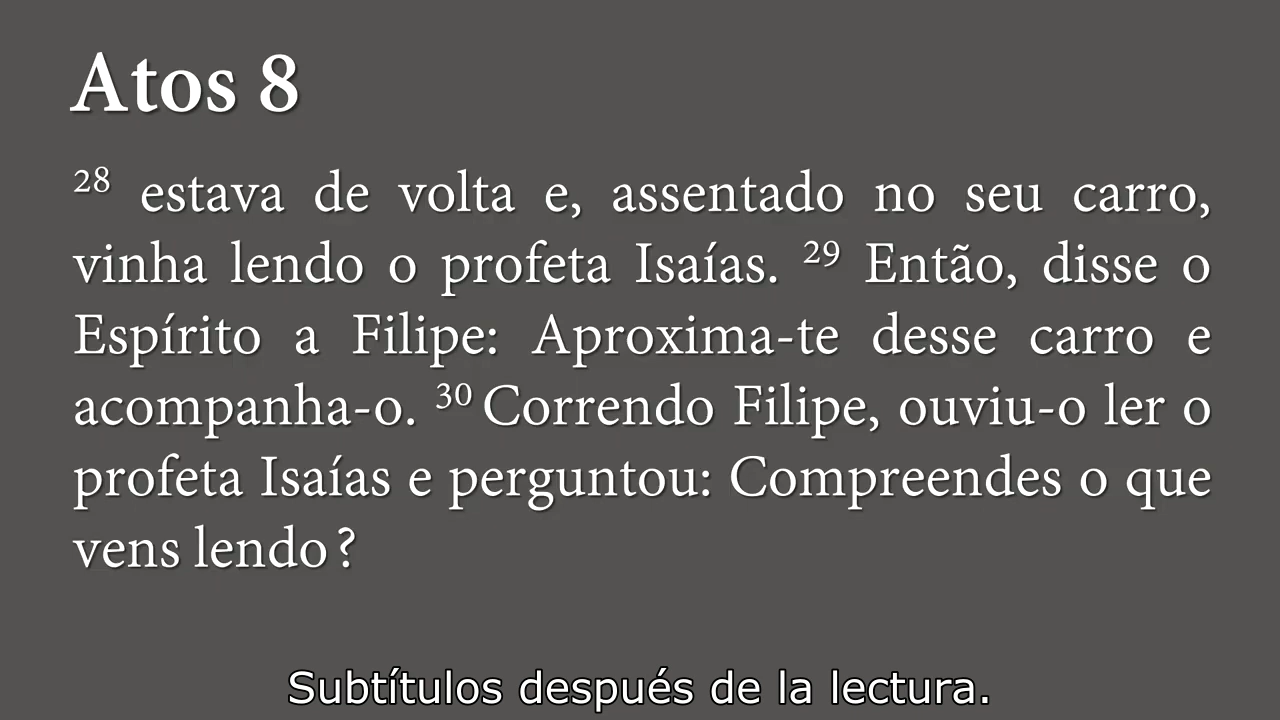 Atos 8
28 estava de volta e, assentado no seu carro,
vinha lendo o profeta Isaías. 29 Então, disse o
Espírito a Filipe: Aproxima-te desse carro e
acompanha-o. 30 Correndo Filipe, ouviu-o ler o
profeta Isaías e perguntou: Compreendes o que
vens lendo?
Subtítulos después de la lectura.